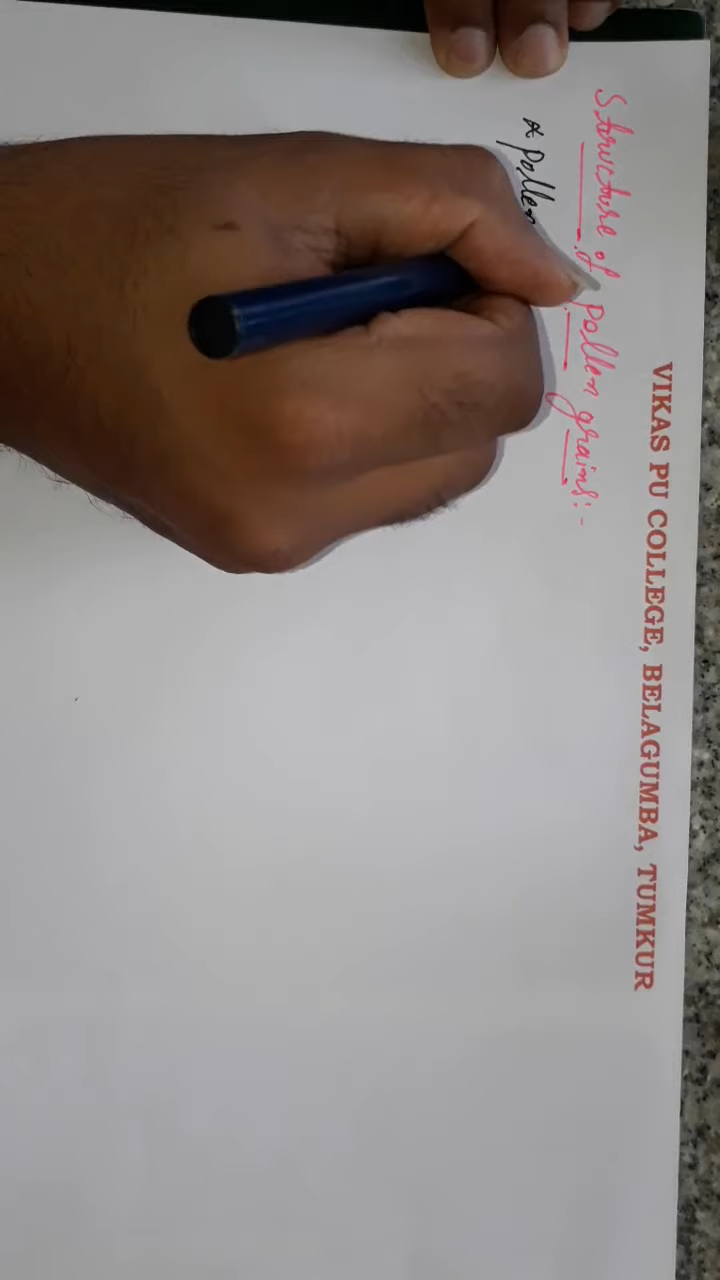 VIKAS PU COLLEGE, BELAGUMBA, TUMKUR
Structure of pollen grains:-
* Pollen